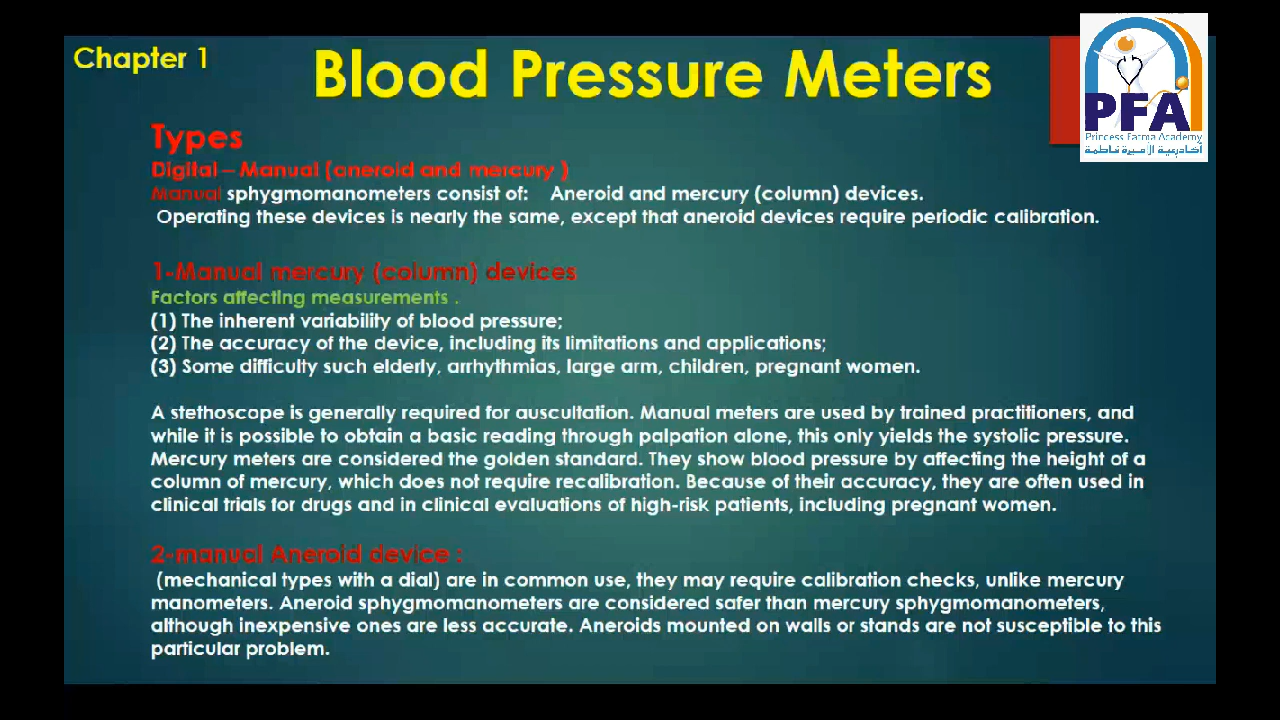 Chapter 1
Blood Pressure Meters
PFA
Princess Fatma Academy
أكاديمية الأميرة فاطمة
Types
Digital – Manual (aneroid and mercury )
Manual sphygmomanometers consist of: Aneroid and mercury (column) devices.
Operating these devices is nearly the same, except that aneroid devices require periodic calibration.
1-Manual mercury (column) devices
Factors affecting measurements .
(1) The inherent variability of blood pressure;
(2) The accuracy of the device, including its limitations and applications;
(3) Some difficulty such elderly, arrhythmias, large arm, children, pregnant women.
A stethoscope is generally required for auscultation. Manual meters are used by trained practitioners, and
while it is possible to obtain a basic reading through palpation alone, this only yields the systolic pressure.
Mercury meters are considered the golden standard. They show blood pressure by affecting the height of a
column of mercury, which does not require recalibration. Because of their accuracy, they are often used in
clinical trials for drugs and in clinical evaluations of high-risk patients, including pregnant women.
2-manual Aneroid device :
(mechanical types with a dial) are in common use, they may require calibration checks, unlike mercury
manometers. Aneroid sphygmomanometers are considered safer than mercury sphygmomanometers,
although inexpensive ones are less accurate. Aneroids mounted on walls or stands are not susceptible to this
particular problem.